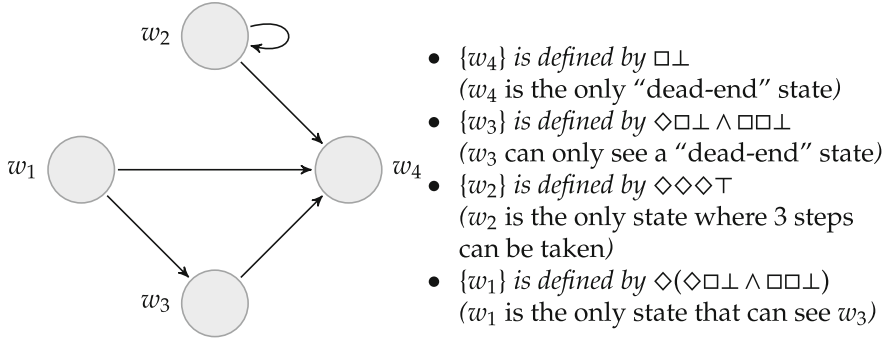 w2
w1
w4
w3
• {w4} is defined by □⊥
(w4 is the only “dead-end” state)
• {w3} is defined by ◇□⊥ ∧ □□⊥
(w3 can only see a “dead-end” state)
• {w2} is defined by ◇◇◇⊤
(w2 is the only state where 3 steps
can be taken)
• {w1} is defined by ◇(◇□⊥ ∧ □□⊥)
(w1 is the only state that can see w3)